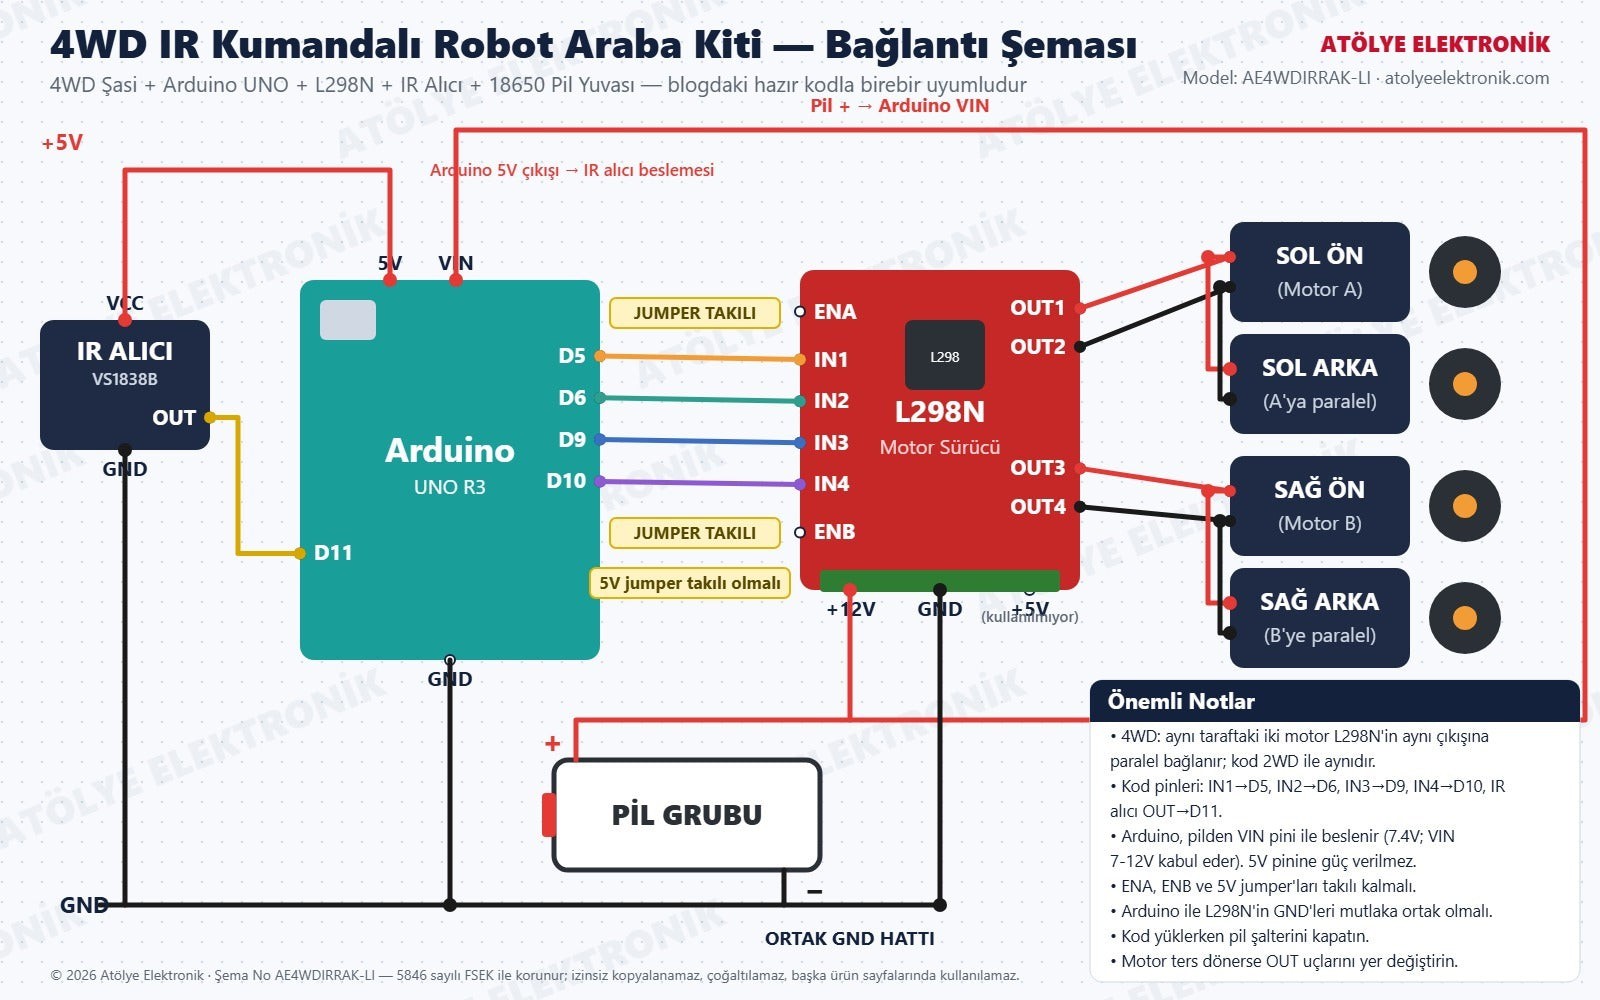 4WD IR Kumandalı Robot Araba Kiti — Bağlantı Şeması
ATÖLYE ELEKTRONİK
4WD Şasi + Arduino UNO + L298N + IR Alıcı + 18650 Pil Yuvası — blogdaki hazır kodla birebir uyumludur
Model: AE4WDIRRAK-LI · atolyeelektronik.com
Pil + → Arduino VIN
+5V
Arduino 5V çıkışı → IR alıcı beslemesi
5V
VIN
VCC
IR ALICI
VS1838B
OUT
GND
Arduino
UNO R3
D5
D6
D9
D10
D11
GND
JUMPER TAKILI
JUMPER TAKILI
5V jumper takılı olmalı
ENA
IN1
IN2
IN3
IN4
ENB
L298
L298N
Motor Sürücü
OUT1
OUT2
OUT3
OUT4
+12V
GND
+5V
(kullanılmıyor)
SOL ÖN
(Motor A)
SOL ARKA
(A'ya paralel)
SAĞ ÖN
(Motor B)
SAĞ ARKA
(B'ye paralel)
+
PİL GRUBU
−
GND
ORTAK GND HATTI
Önemli Notlar
• 4WD: aynı taraftaki iki motor L298N'in aynı çıkışına
paralel bağlanır; kod 2WD ile aynıdır.
• Kod pinleri: IN1→D5, IN2→D6, IN3→D9, IN4→D10, IR
alıcı OUT→D11.
• Arduino, pilden VIN pini ile beslenir (7.4V; VIN
7-12V kabul eder). 5V pinine güç verilmez.
• ENA, ENB ve 5V jumper'ları takılı kalmalı.
• Arduino ile L298N'in GND'leri mutlaka ortak olmalı.
• Kod yüklerken pil şalterini kapatın.
• Motor ters dönerse OUT uçlarını yer değiştirin.
© 2026 Atölye Elektronik · Şema No AE4WDIRRAK-LI — 5846 sayılı FSEK ile korunur; izinsiz kopyalanamaz, çoğaltılamaz, başka ürün sayfalarında kullanılamaz.